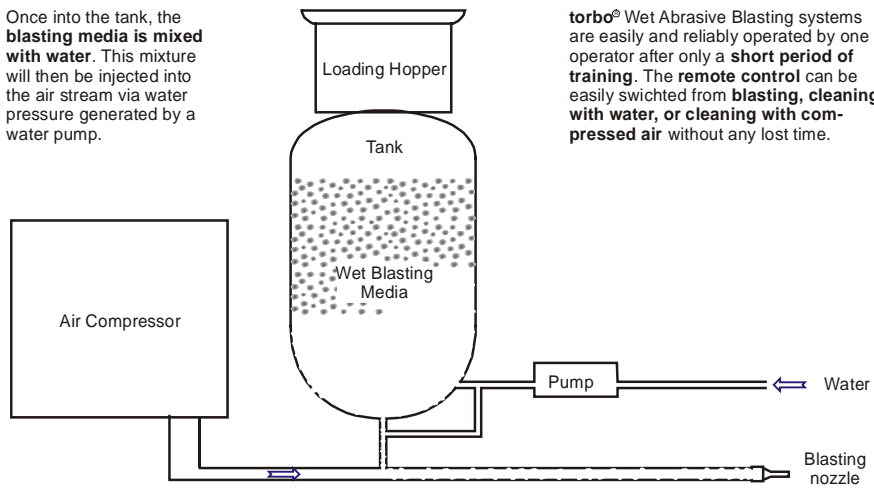 Once into the tank, the
blasting media is mixed
with water. This mixture
will then be injected into
the air stream via water
pressure generated by a
water pump.
torbo® Wet Abrasive Blasting systems
are easily and reliably operated by one
operator after only a short period of
training. The remote control can be
easily swichted from blasting, cleaning
with water, or cleaning with com-
pressed air without any lost time.
Loading Hopper
Tank
Wet Blasting
Media
Air Compressor
Pump
Water
Blasting
nozzle